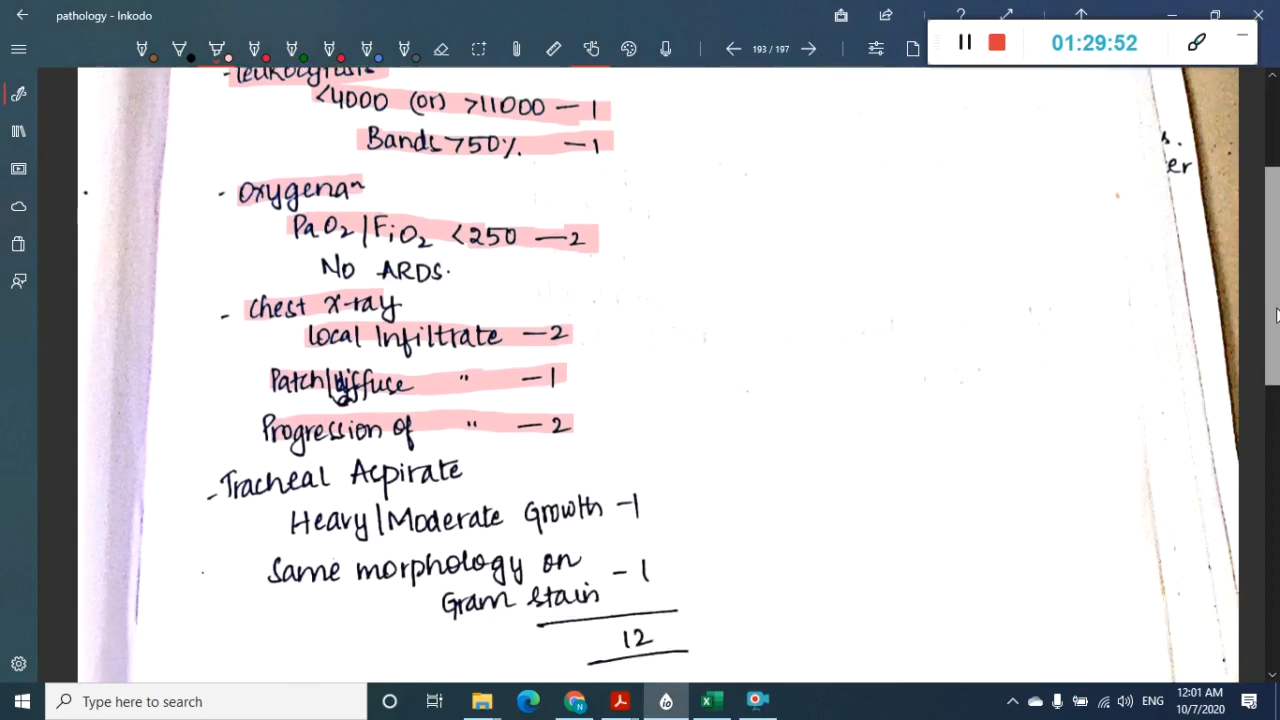 pathology - Inkodo
193 / 197
01:29:52
- leukocytosis
<4000 (or) >11000 - 1
Bands >50%. - 1
s.
er
- Oxygenaⁿ
PaO2 / FiO2 <250 - 2
No ARDS.
- Chest X-ray
Local Infiltrate - 2
Patch/diffuse " - 1
Progression of " - 2
- Tracheal Aspirate
Heavy/Moderate Growth - 1
Same morphology on
Gram stain - 1
12
Type here to search
ENG
12:01 AM
10/7/2020